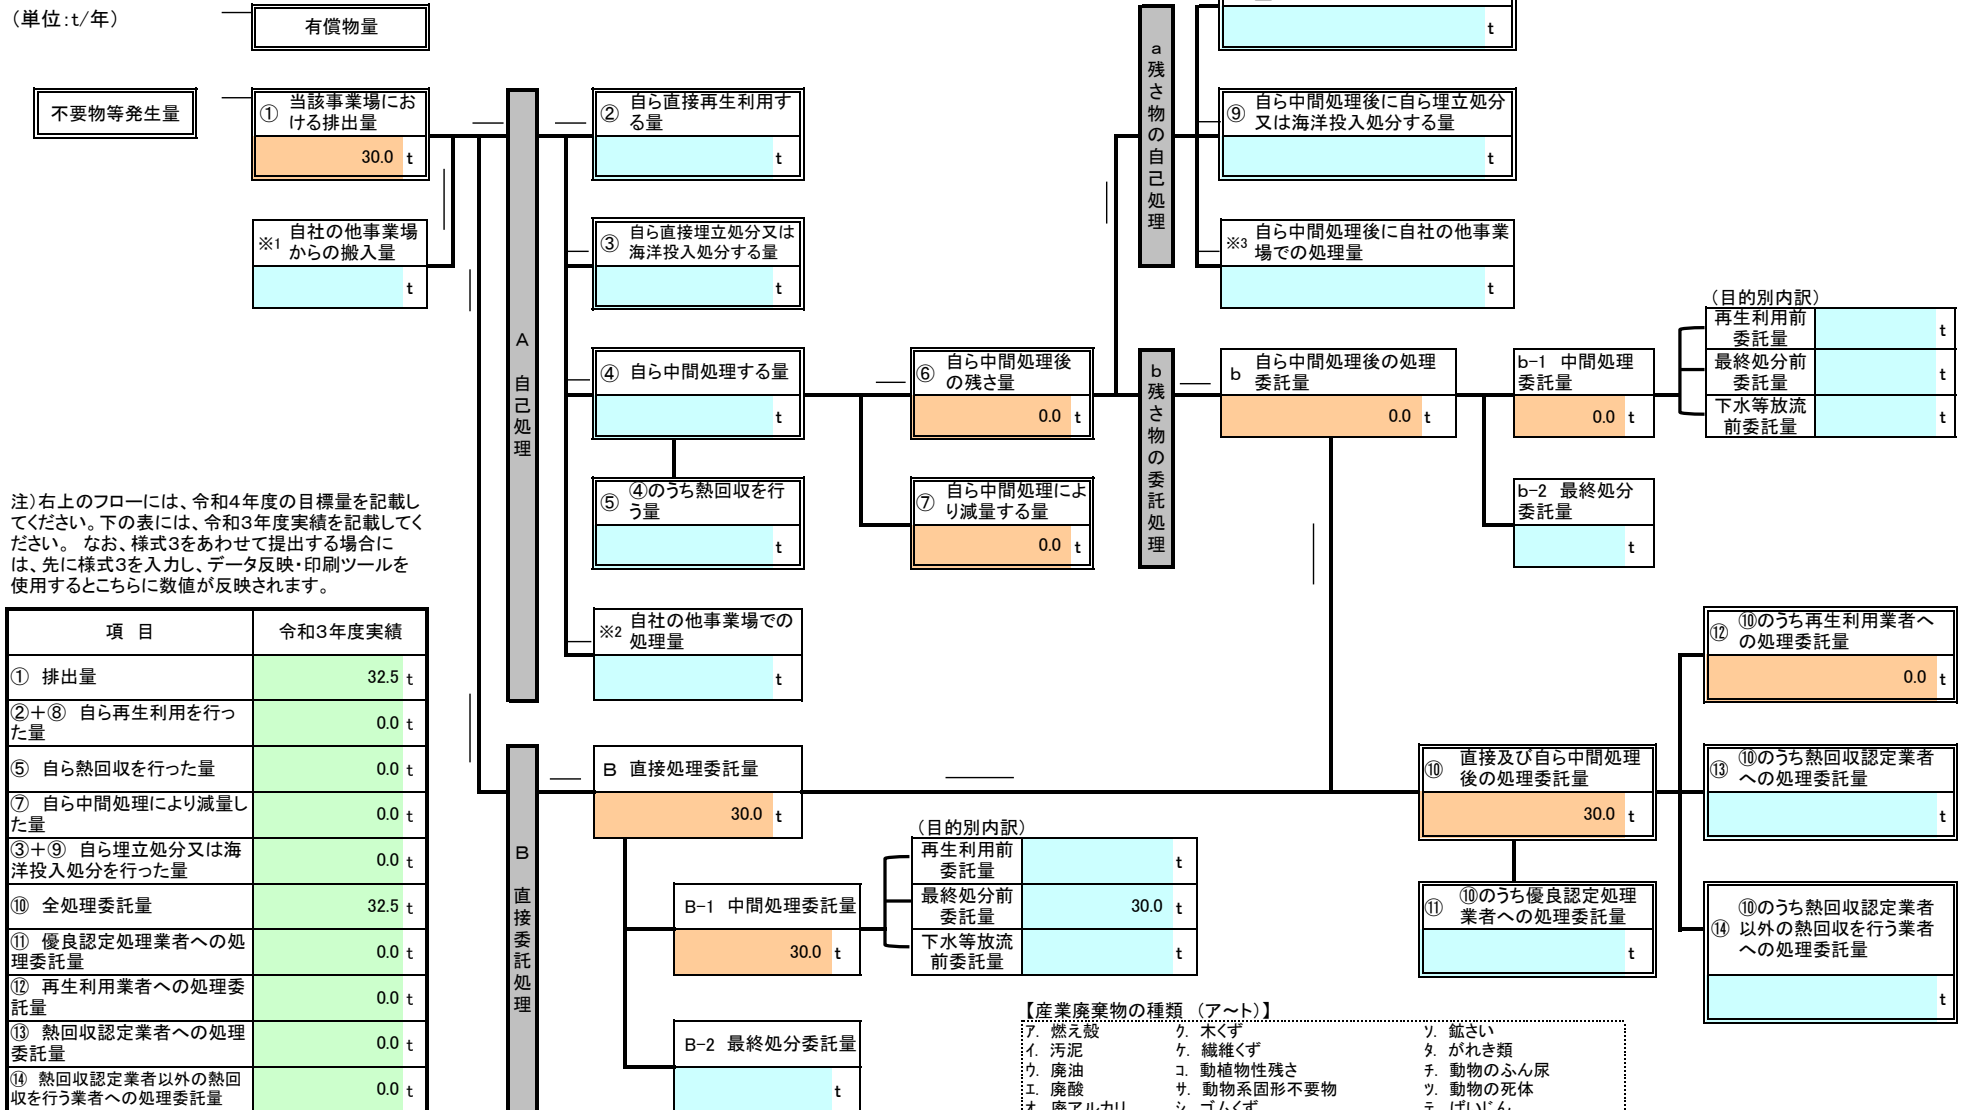 （単位:t/年）
有償物量
不要物等発生量
① 当該事業場にお
ける排出量
30.0 t
※1 自社の他事業場
からの搬入量
t
A 自己処理
② 自ら直接再生利用す
る量
t
③ 自ら直接埋立処分又は
海洋投入処分する量
t
④ 自ら中間処理する量
t
⑤ ④のうち熱回収を行
う量
t
※2 自社の他事業場での
処理量
t
⑥ 自ら中間処理後
の残さ量
0.0 t
⑦ 自ら中間処理によ
り減量する量
0.0 t
a 残さ物の自己処理
t
⑨ 自ら中間処理後に自ら埋立処分
又は海洋投入処分する量
t
※3 自ら中間処理後に自社の他事業
場での処理量
t
b 残さ物の委託処理
b 自ら中間処理後の処理
委託量
0.0 t
b-1 中間処理
委託量
0.0 t
b-2 最終処分
委託量
t
（目的別内訳）
再生利用前
委託量
t
最終処分前
委託量
t
下水等放流
前委託量
t
注）右上のフローには、令和４年度の目標量を記載し
てください。下の表には、令和３年度実績を記載してく
ださい。 なお、様式３をあわせて提出する場合に
は、先に様式３を入力し、データ反映・印刷ツールを
使用するとこちらに数値が反映されます。
項 目 令和３年度実績
① 排出量 32.5 t
②＋⑧ 自ら再生利用を行っ
た量 0.0 t
⑤ 自ら熱回収を行った量 0.0 t
⑦ 自ら中間処理により減量し
た量 0.0 t
③＋⑨ 自ら埋立処分又は海
洋投入処分を行った量 0.0 t
⑩ 全処理委託量 32.5 t
⑪ 優良認定処理業者への処
理委託量 0.0 t
⑫ 再生利用業者への処理委
託量 0.0 t
⑬ 熱回収認定業者への処理
委託量 0.0 t
⑭ 熱回収認定業者以外の熱回
収を行う業者への処理委託量 0.0 t
B 直接委託処理
B 直接処理委託量
30.0 t
B-1 中間処理委託量
30.0 t
B-2 最終処分委託量
t
（目的別内訳）
再生利用前
委託量
t
最終処分前
委託量
30.0 t
下水等放流
前委託量
t
⑩ 直接及び自ら中間処理
後の処理委託量
30.0 t
⑪ ⑩のうち優良認定処理
業者への処理委託量
t
⑫ ⑩のうち再生利用業者へ
の処理委託量
0.0 t
⑬ ⑩のうち熱回収認定業者
への処理委託量
t
⑭ ⑩のうち熱回収認定業者
以外の熱回収を行う業者
への処理委託量
t
【産業廃棄物の種類 （ア～ト）】
ｱ. 燃え殻 ｸ. 木くず ｿ. 鉱さい
ｲ. 汚泥 ｹ. 繊維くず ﾀ. がれき類
ｳ. 廃油 ｺ. 動植物性残さ ﾁ. 動物のふん尿
ｴ. 廃酸 ｻ. 動物系固形不要物 ﾂ. 動物の死体
ｵ. 廃アルカリ ｼ. ゴムくず ﾃ. ばいじん